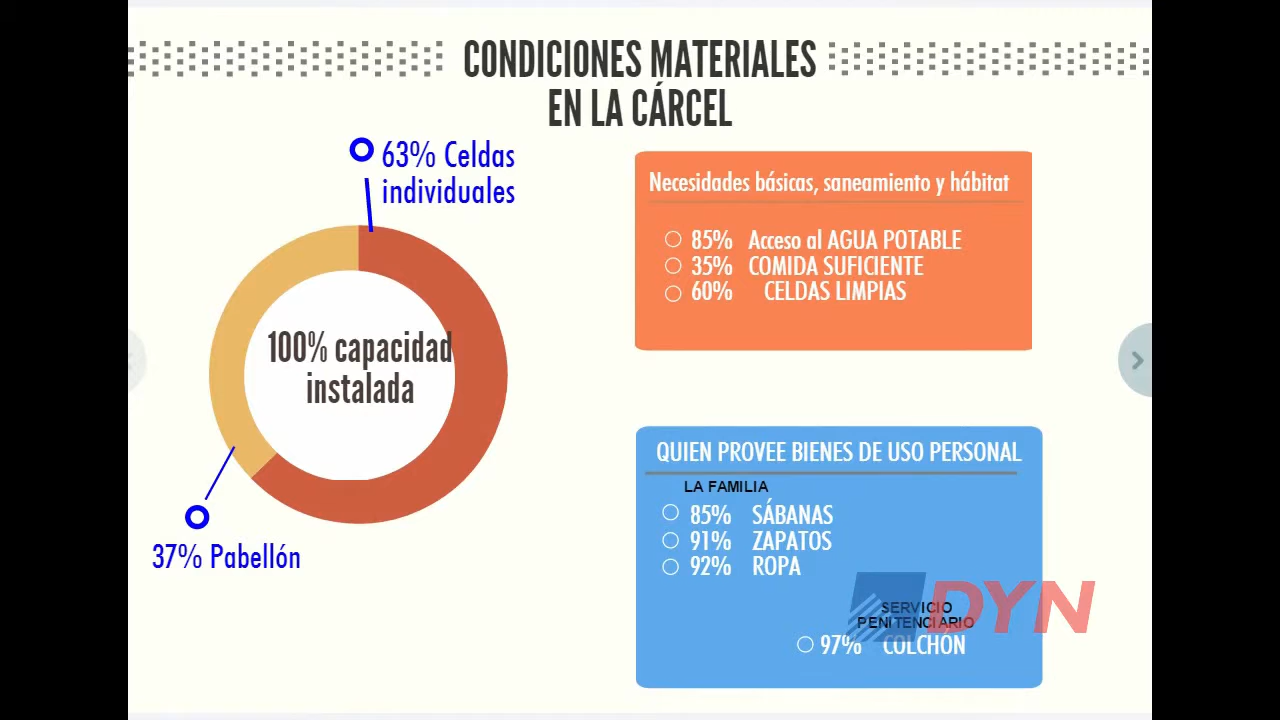 CONDICIONES MATERIALES
EN LA CÁRCEL
63% Celdas
individuales
100% capacidad
instalada
37% Pabellón
Necesidades básicas, saneamiento y hábitat
85% Acceso al AGUA POTABLE
35% COMIDA SUFICIENTE
60% CELDAS LIMPIAS
QUIEN PROVEE BIENES DE USO PERSONAL
LA FAMILIA
85% SÁBANAS
91% ZAPATOS
92% ROPA
SERVICIO
PENITENCIARIO
97% COLCHÓN
DYN